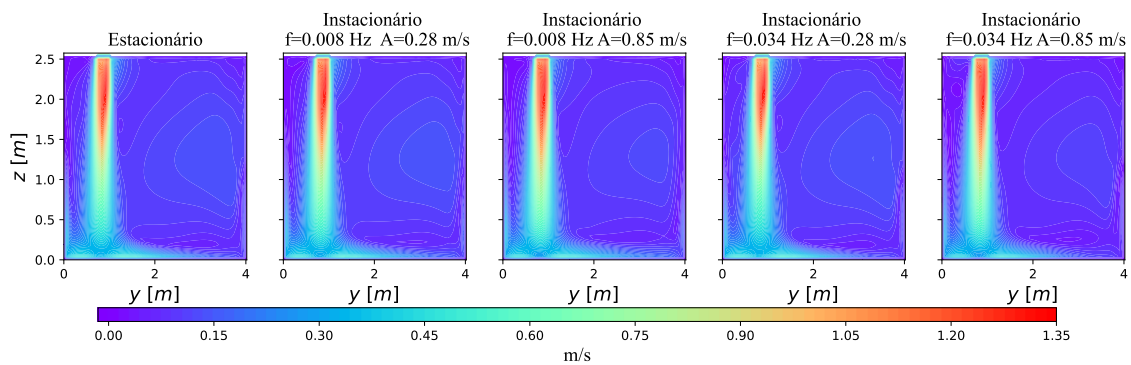 Estacionário
Instacionário
f=0.008 Hz  A=0.28 m/s
Instacionário
f=0.008 Hz A=0.85 m/s
Instacionário
f=0.034 Hz A=0.28 m/s
Instacionário
f=0.034 Hz A=0.85 m/s
2.5
2.0
1.5
1.0
0.5
0.0
z [m]
0 2 4
0 2 4
0 2 4
0 2 4
0 2 4
y [m]
y [m]
y [m]
y [m]
y [m]
0.00 0.15 0.30 0.45 0.60 0.75 0.90 1.05 1.20 1.35
m/s